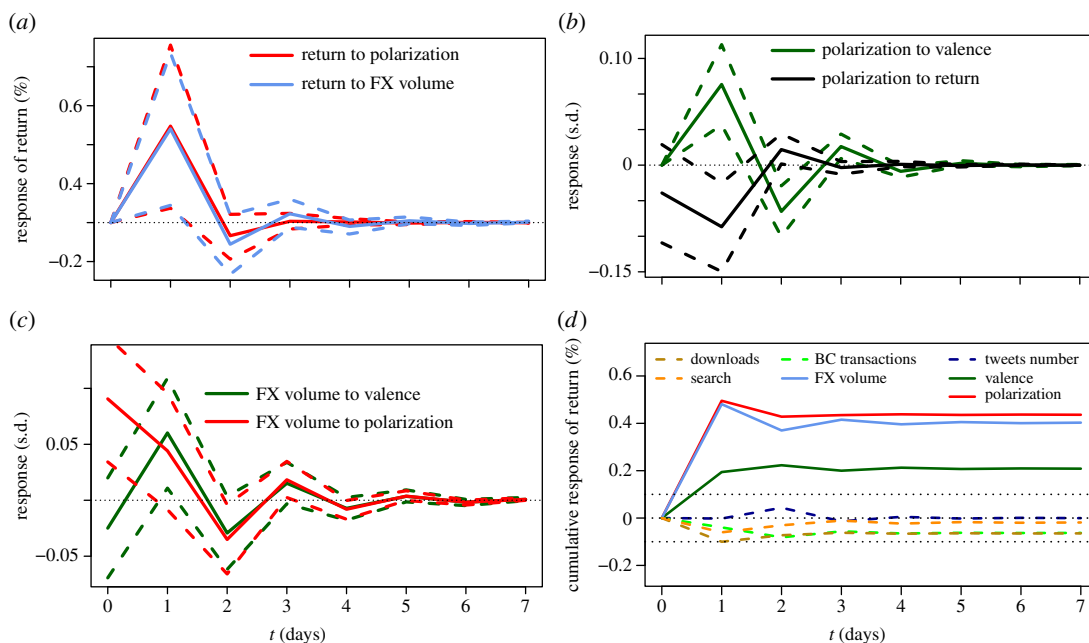 (a)
response of return (%)
0.6
0.4
−0.2
return to polarization
return to FX volume
(b)
response (s.d.)
0.10
0
−0.15
polarization to valence
polarization to return
(c)
response (s.d.)
0.05
0
−0.05
FX volume to valence
FX volume to polarization
0 1 2 3 4 5 6 7
t (days)
(d)
cumulative response of return (%)
0.6
0.4
0.2
0
−0.2
downloads BC transactions tweets number
search FX volume valence
polarization
0 1 2 3 4 5 6 7
t (days)